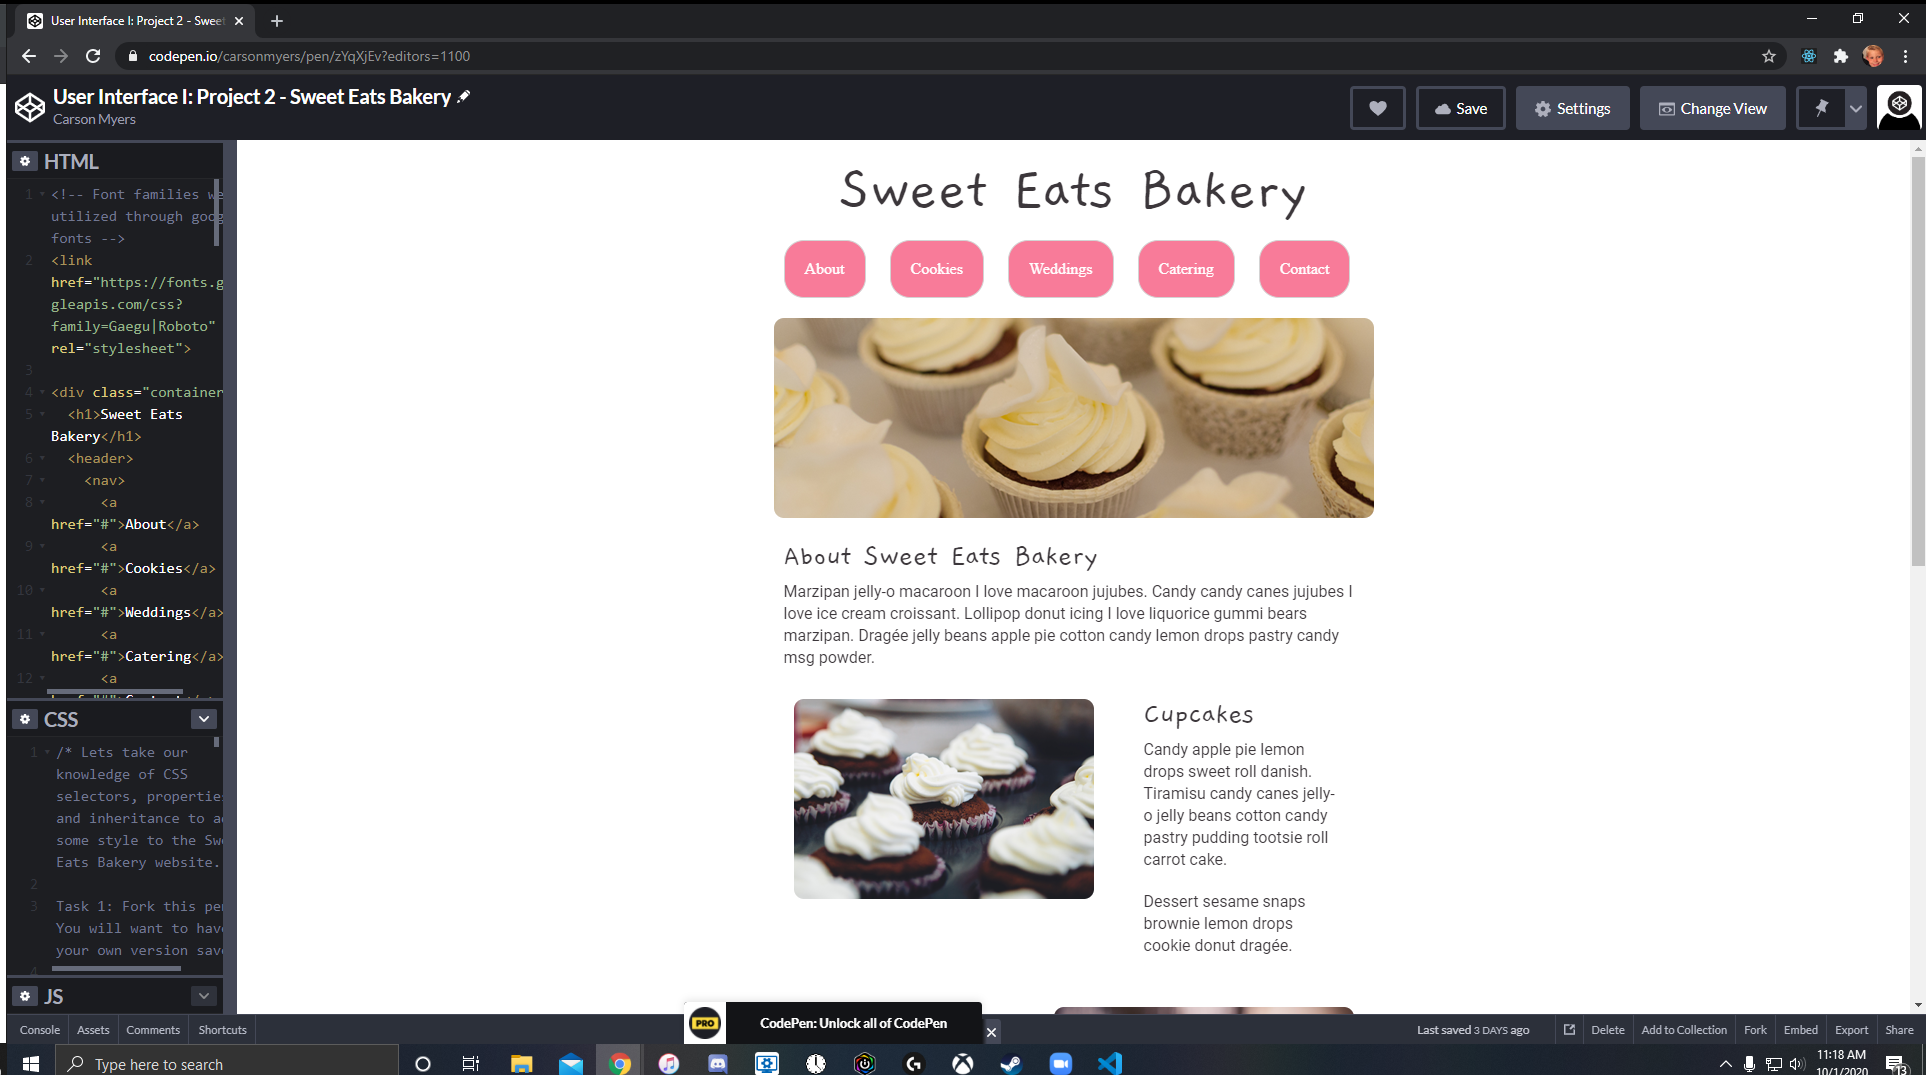 User Interface I: Project 2 - Sweet
codepen.io/carsonmyers/pen/zYqXjEv?editors=1100
User Interface I: Project 2 - Sweet Eats Bakery
Carson Myers
Save
Settings
Change View
HTML
1 <!-- Font families we
utilized through goog
fonts -->
2 <link
href="https://fonts.g
gleapis.com/css?
family=Gaegu|Roboto"
rel="stylesheet">
3
4 <div class="container
5 <h1>Sweet Eats
Bakery</h1>
6 <header>
7 <nav>
8 <a
href="#">About</a>
9 <a
href="#">Cookies</a>
10 <a
href="#">Weddings</a>
11 <a
href="#">Catering</a>
12 <a
CSS
1 /* Lets take our
knowledge of CSS
selectors, propertie
and inheritance to a
some style to the Sw
Eats Bakery website.
2
3 Task 1: Fork this pe
You will want to hav
your own version sav
4
JS
Sweet Eats Bakery
About
Cookies
Weddings
Catering
Contact
About Sweet Eats Bakery
Marzipan jelly-o macaroon I love macaroon jujubes. Candy candy canes jujubes I
love ice cream croissant. Lollipop donut icing I love liquorice gummi bears
marzipan. Dragée jelly beans apple pie cotton candy lemon drops pastry candy
msg powder.
Cupcakes
Candy apple pie lemon
drops sweet roll danish.
Tiramisu candy canes jelly-
o jelly beans cotton candy
pastry pudding tootsie roll
carrot cake.
Dessert sesame snaps
brownie lemon drops
cookie donut dragée.
Console
Assets
Comments
Shortcuts
PRO
CodePen: Unlock all of CodePen
Last saved 3 DAYS ago
Delete
Add to Collection
Fork
Embed
Export
Share
Type here to search
11:18 AM
10/1/2020
13